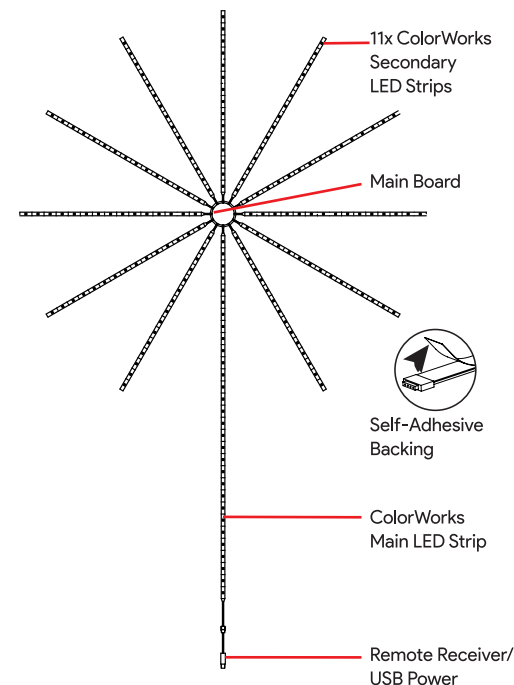 11x ColorWorks
Secondary
LED Strips
Main Board
Self-Adhesive
Backing
ColorWorks
Main LED Strip
Remote Receiver/
USB Power